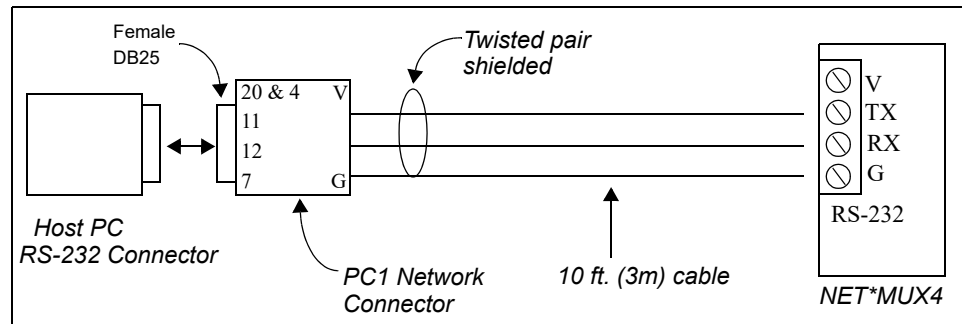 Female
DB25
Twisted pair
shielded
20 & 4 V
11
12
7 G
V
TX
RX
G
RS-232
Host PC
RS-232 Connector
PC1 Network
Connector
10 ft. (3m) cable
NET*MUX4